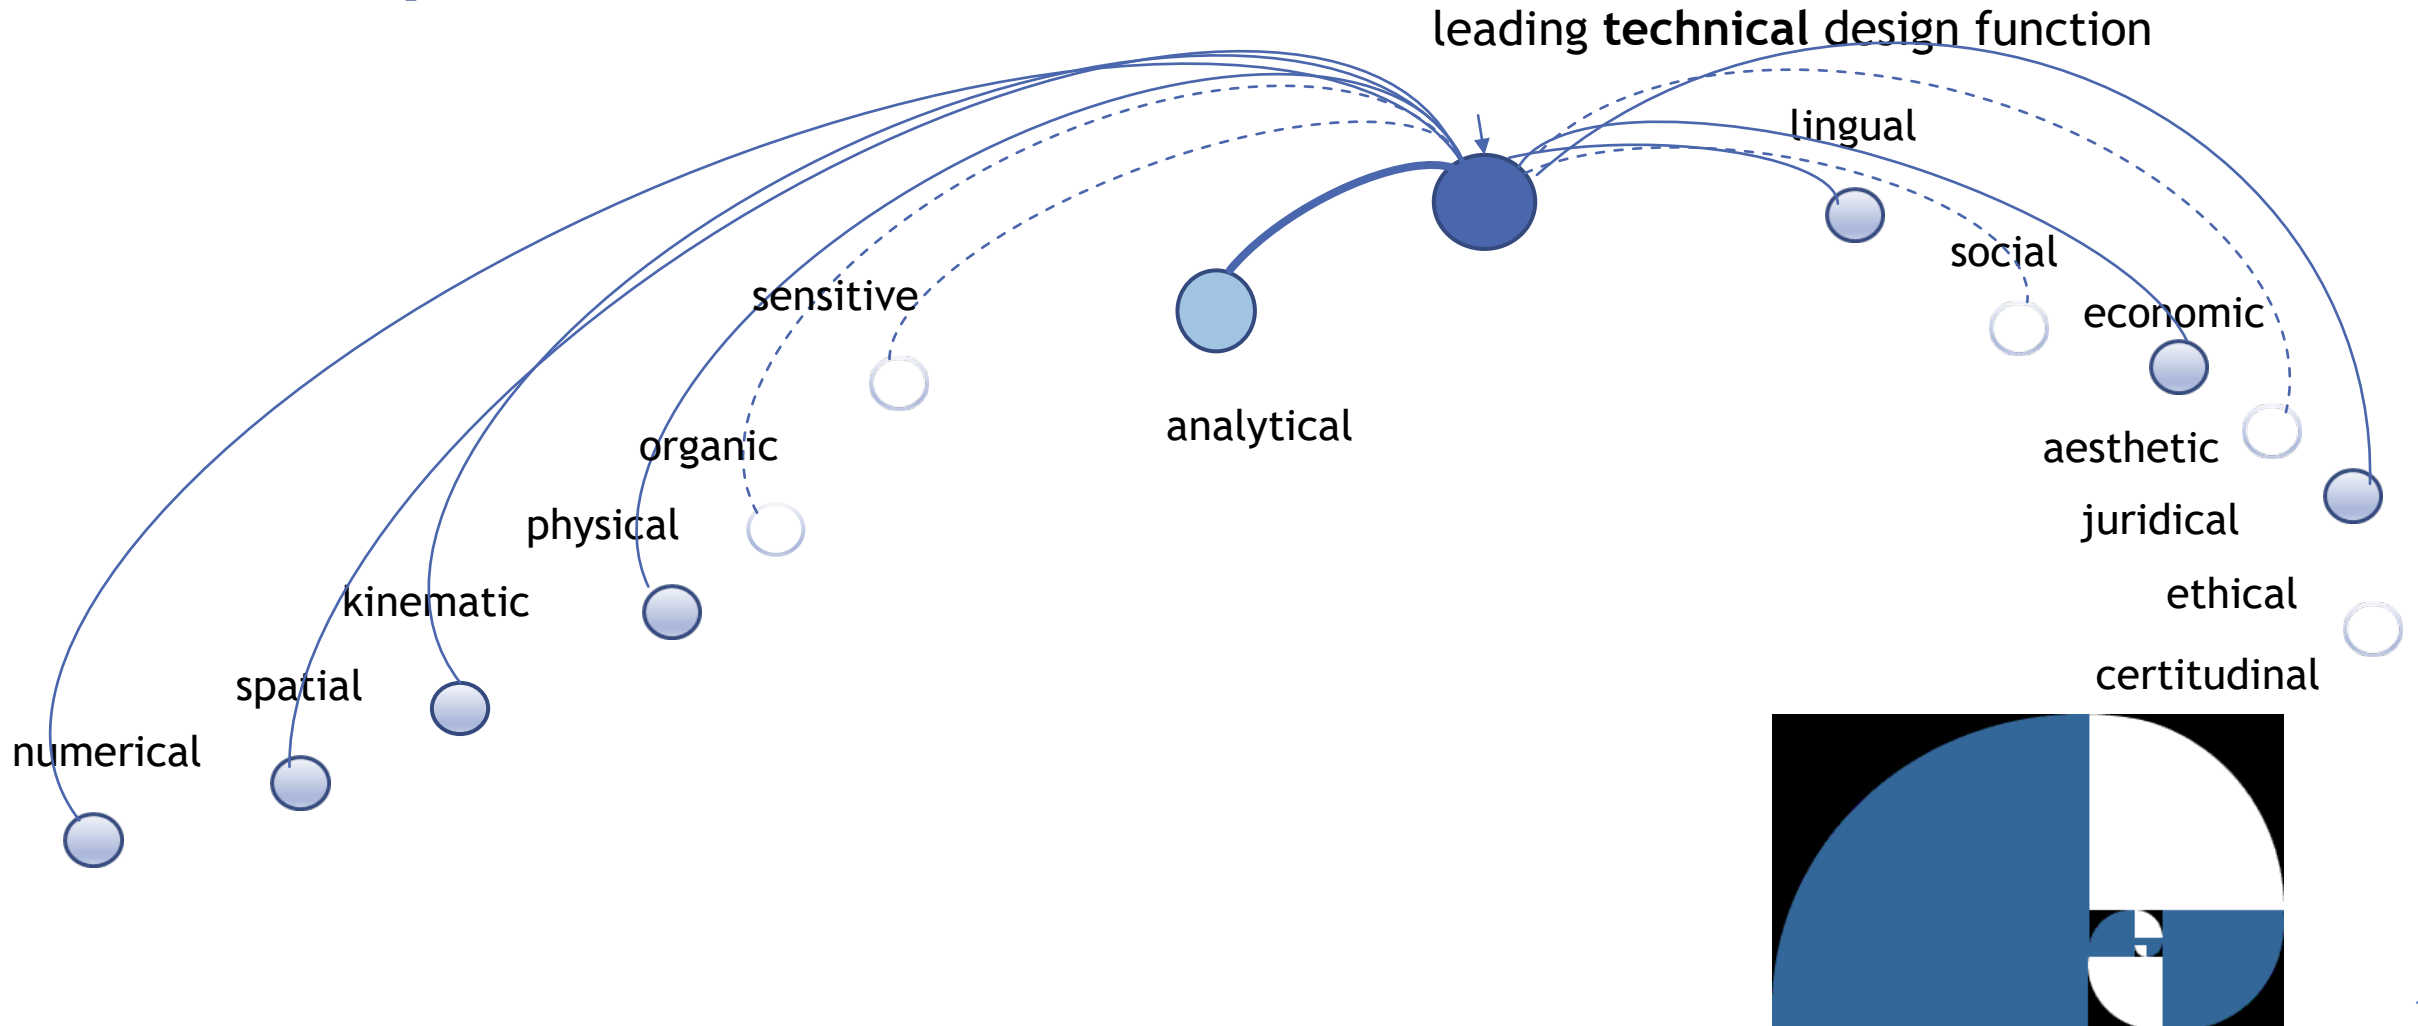 leading technical design function
lingual
social
sensitive
economic
analytical
organic
aesthetic
physical
juridical
kinematic
ethical
spatial
certitudinal
numerical